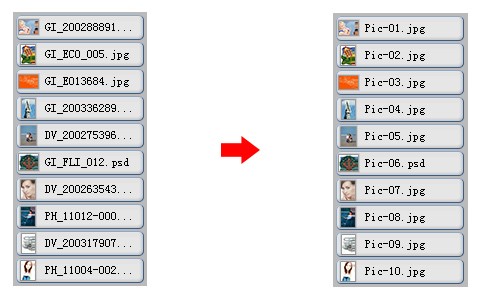 GI_200288891...
GI_ECO_005.jpg
GI_E013684.jpg
GI_200336289...
DV_200275396...
GI_FLI_012.psd
DV_200263543...
PH_11012-000...
DV_200317907...
PH_11004-002...
Pic-01.jpg
Pic-02.jpg
Pic-03.jpg
Pic-04.jpg
Pic-05.jpg
Pic-06.psd
Pic-07.jpg
Pic-08.jpg
Pic-09.jpg
Pic-10.jpg